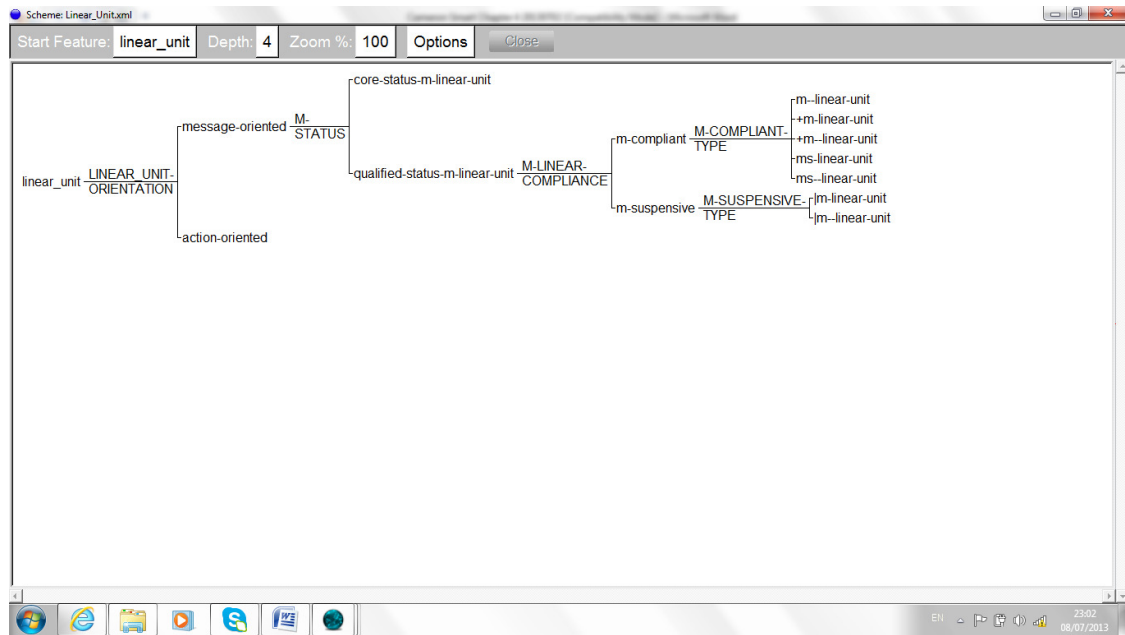 Scheme: Linear_Unit.xml
Start Feature: linear_unit Depth: 4 Zoom %: 100 Options Close
core-status-m-linear-unit
m--linear-unit
+m-linear-unit
message-oriented M-STATUS
m-compliant M-COMPLIANT-TYPE
+m--linear-unit
ms-linear-unit
linear_unit LINEAR_UNIT-ORIENTATION
qualified-status-m-linear-unit M-LINEAR-COMPLIANCE
ms--linear-unit
m-suspensive M-SUSPENSIVE-TYPE
|m-linear-unit
|m--linear-unit
action-oriented
EN
23:02
08/07/2013